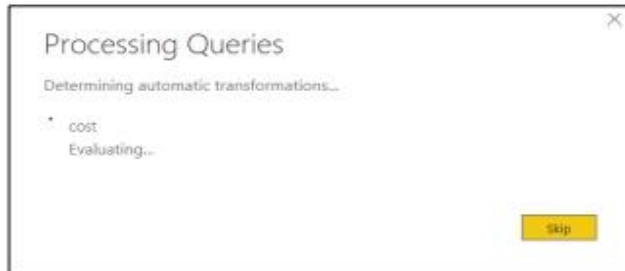 Processing Queries
Determining automatic transformations...
cost
Evaluating...
Skip